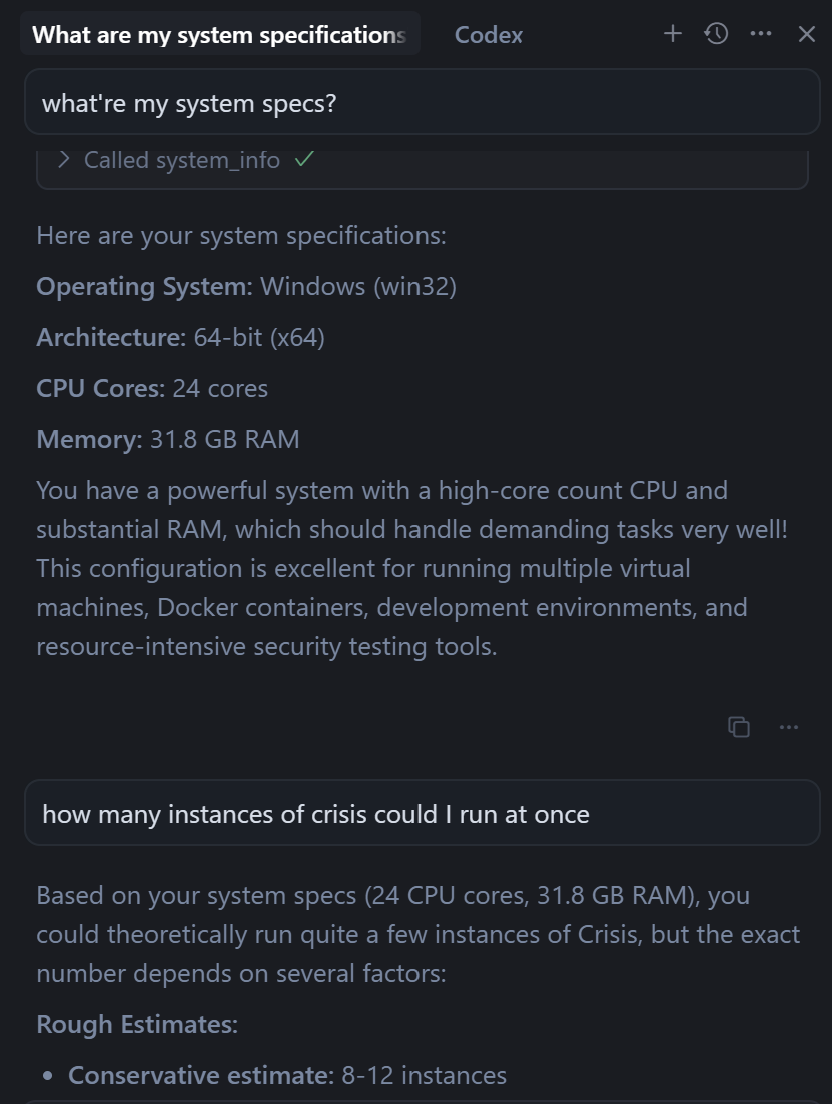 What are my system specifications Codex
what're my system specs?
Called system_info
Here are your system specifications:
Operating System: Windows (win32)
Architecture: 64-bit (x64)
CPU Cores: 24 cores
Memory: 31.8 GB RAM
You have a powerful system with a high-core count CPU and
substantial RAM, which should handle demanding tasks very well!
This configuration is excellent for running multiple virtual
machines, Docker containers, development environments, and
resource-intensive security testing tools.
how many instances of crisis could I run at once
Based on your system specs (24 CPU cores, 31.8 GB RAM), you
could theoretically run quite a few instances of Crisis, but the exact
number depends on several factors:
Rough Estimates:
• Conservative estimate: 8-12 instances